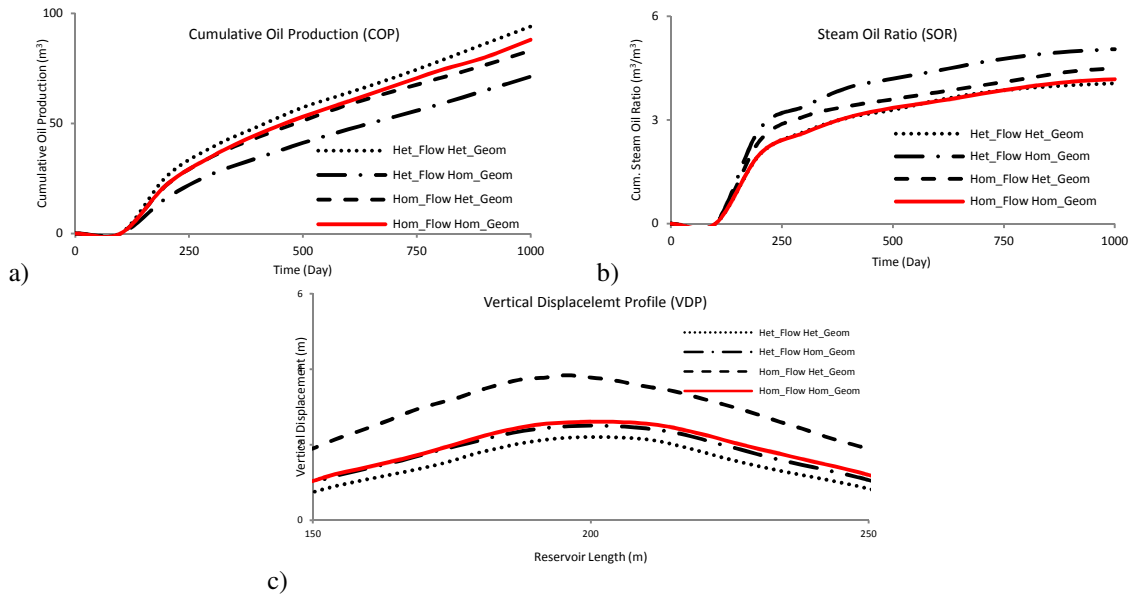 Cumulative Oil Production (COP)
Cumulative Oil Production (m³)
100
50
0
0
250
500
750
1000
Time (Day)
Het_Flow Het_Geom
Het_Flow Hom_Geom
Hom_Flow Het_Geom
Hom_Flow Hom_Geom
a)
Steam Oil Ratio (SOR)
Cum. Steam Oil Ratio (m³/m³)
6
3
0
0
250
500
750
1000
Time (Day)
Het_Flow Het_Geom
Het_Flow Hom_Geom
Hom_Flow Het_Geom
Hom_Flow Hom_Geom
b)
Vertical Displacelemt Profile (VDP)
Vertical Displacement (m)
6
4
2
0
150
200
250
Reservoir Length (m)
Het_Flow Het_Geom
Het_Flow Hom_Geom
Hom_Flow Het_Geom
Hom_Flow Hom_Geom
c)